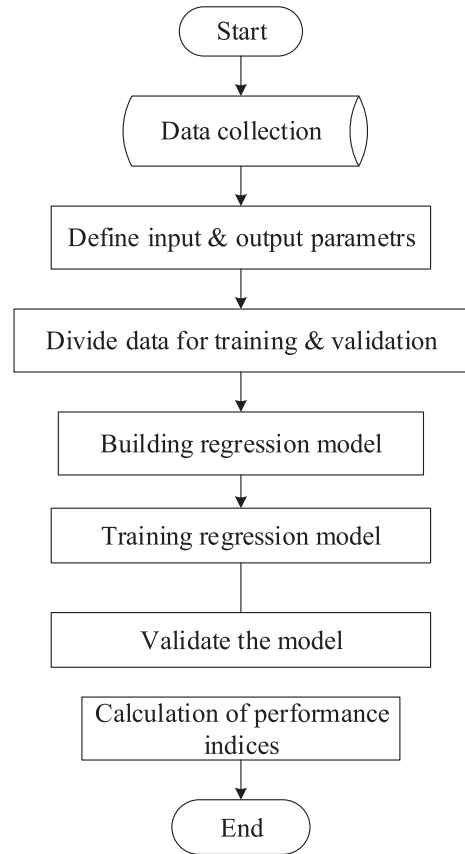 Start
Data collection
Define input & output parametrs
Divide data for training & validation
Building regression model
Training regression model
Validate the model
Calculation of performance
indices
End